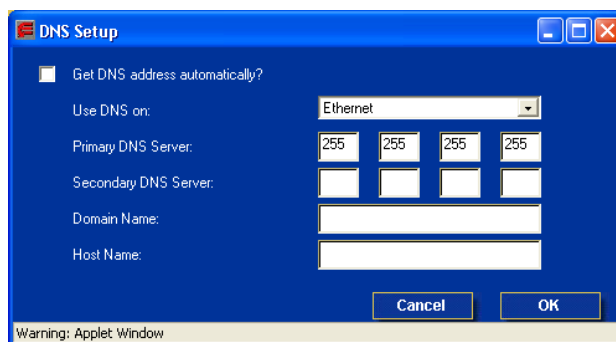 DNS Setup
Get DNS address automatically?
Use DNS on: Ethernet
Primary DNS Server: 255 255 255 255
Secondary DNS Server:
Domain Name:
Host Name:
Cancel OK
Warning: Applet Window